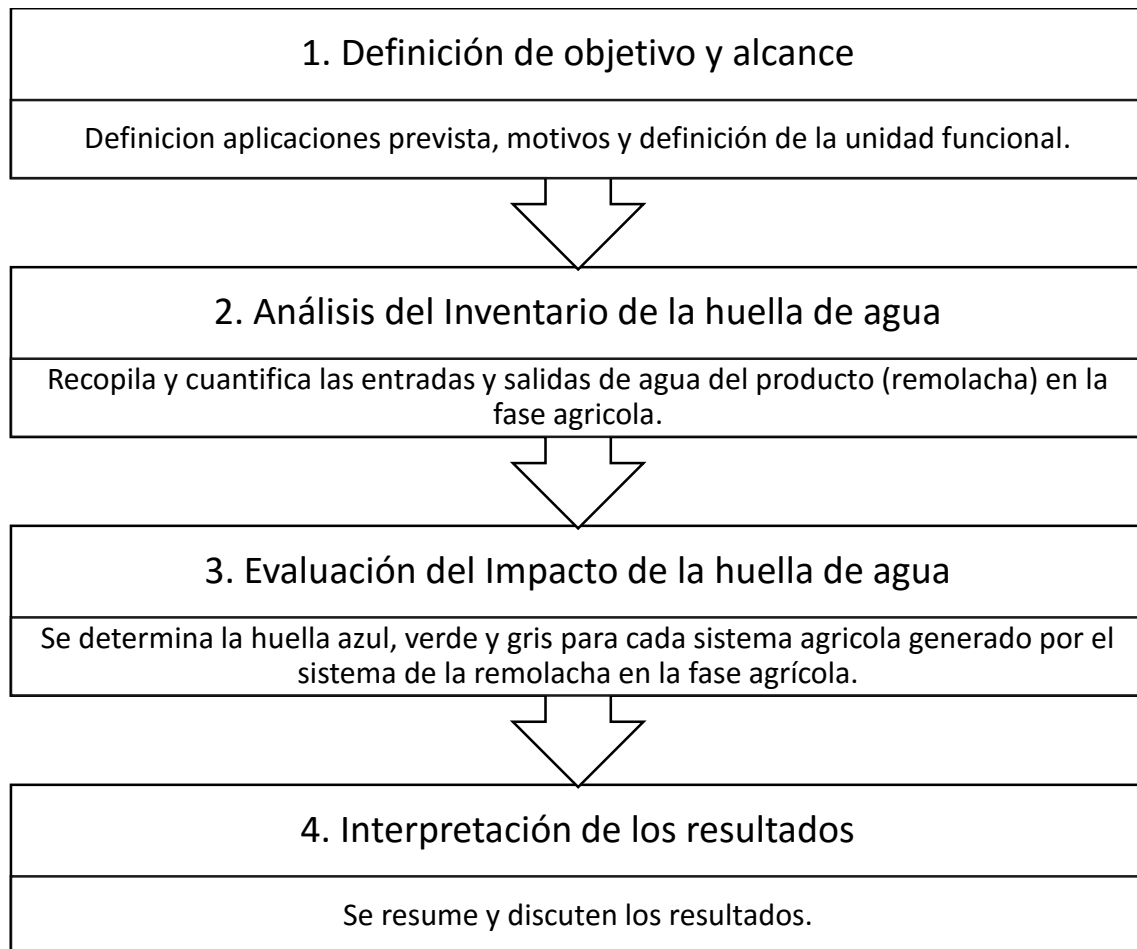 1. Definición de objetivo y alcance
Definicion aplicaciones prevista, motivos y definición de la unidad funcional.
2. Análisis del Inventario de la huella de agua
Recopila y cuantifica las entradas y salidas de agua del producto (remolacha) en la
fase agricola.
3. Evaluación del Impacto de la huella de agua
Se determina la huella azul, verde y gris para cada sistema agricola generado por el
sistema de la remolacha en la fase agrícola.
4. Interpretación de los resultados
Se resume y discuten los resultados.